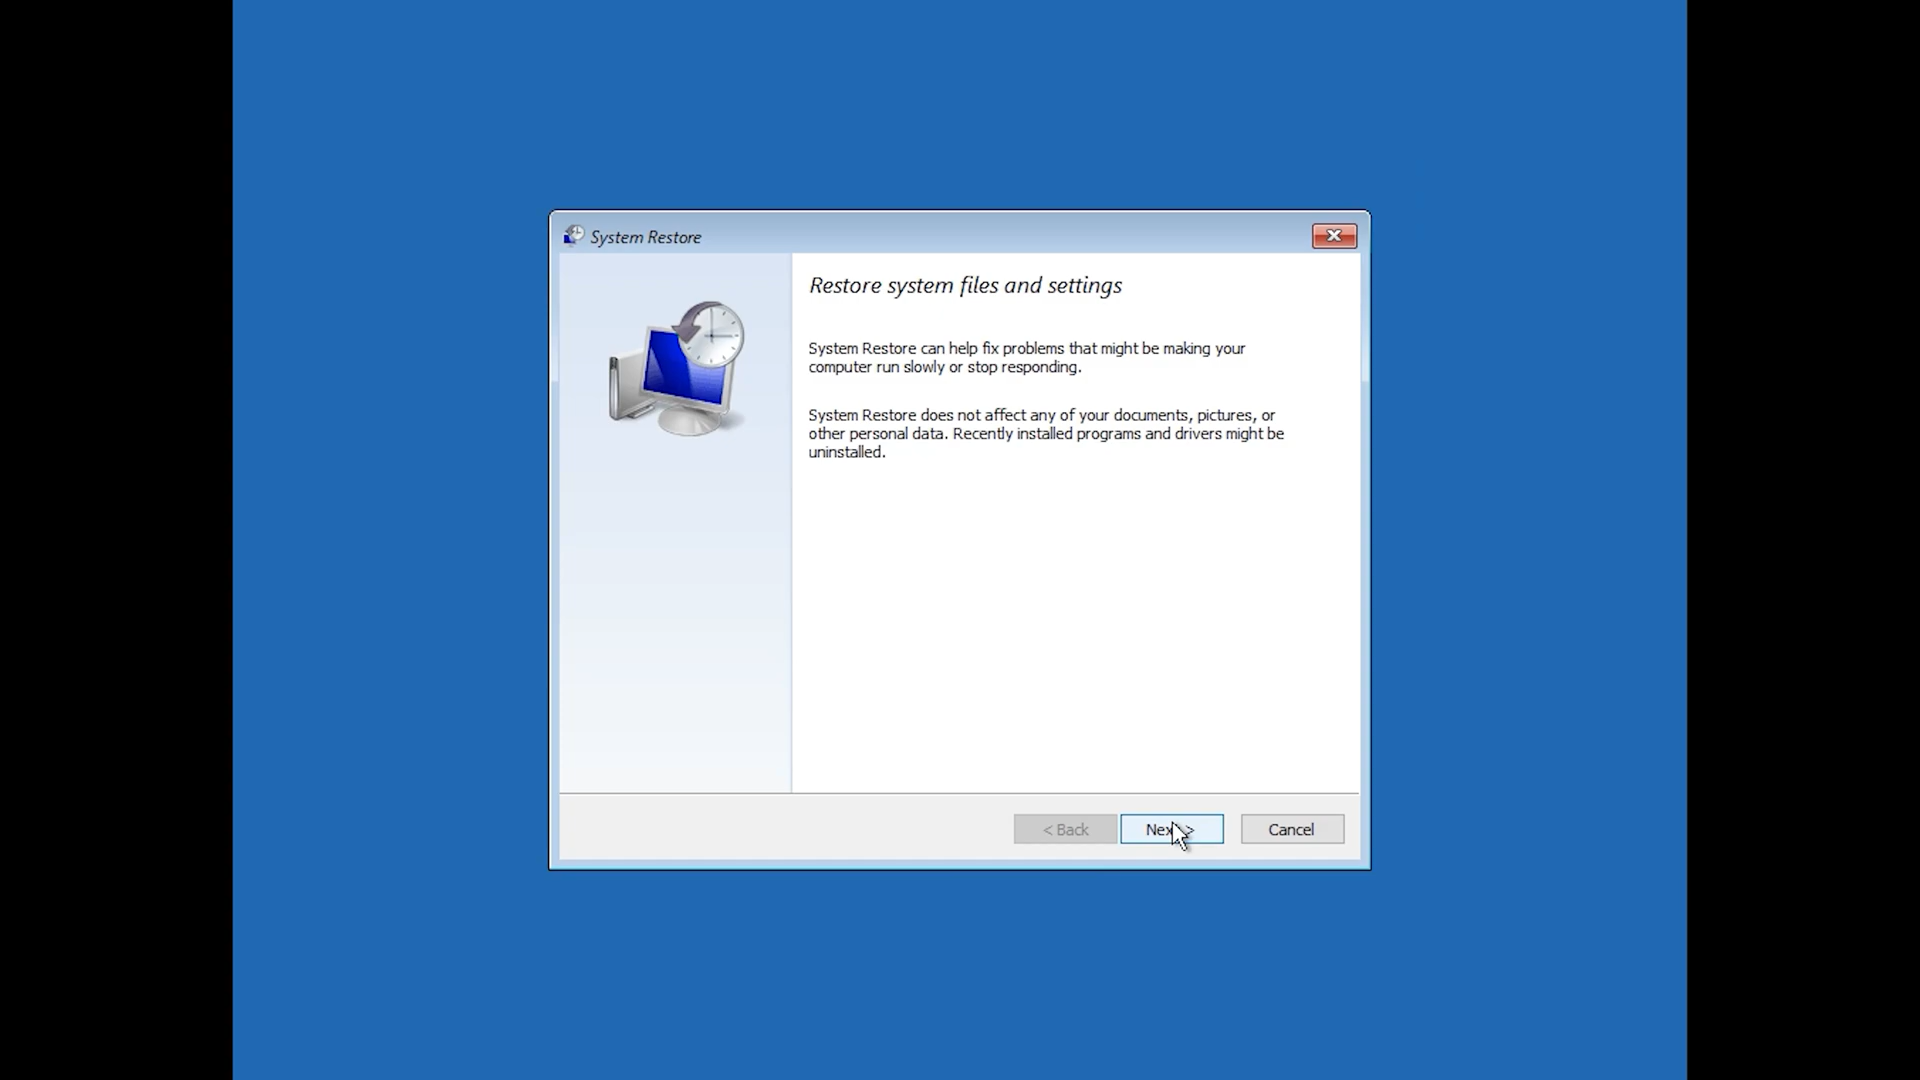 System Restore
Restore system files and settings
System Restore can help fix problems that might be making your
computer run slowly or stop responding.
System Restore does not affect any of your documents, pictures, or
other personal data. Recently installed programs and drivers might be
uninstalled.
< Back
Next >
Cancel